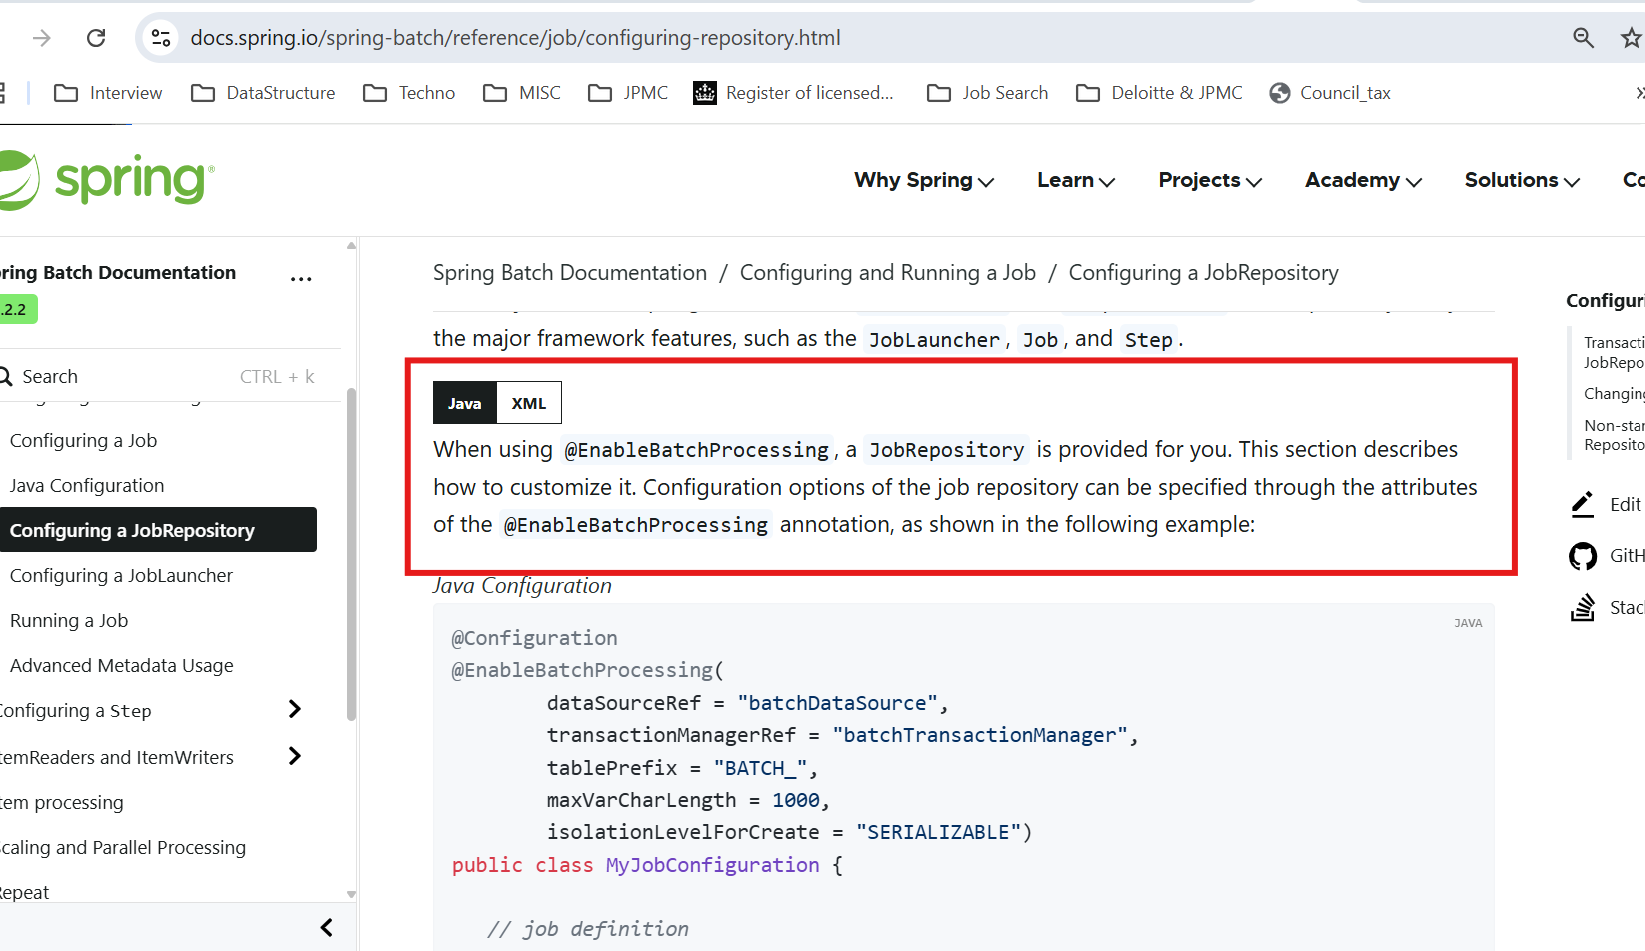 docs.spring.io/spring-batch/reference/job/configuring-repository.html
Interview
DataStructure
Techno
MISC
JPMC
Register of licensed...
Job Search
Deloitte & JPMC
Council_tax
spring
Why Spring
Learn
Projects
Academy
Solutions
Co
ring Batch Documentation
...
.2.2
Search
CTRL + k
Configuring a Job
Java Configuration
Configuring a JobRepository
Configuring a JobLauncher
Running a Job
Advanced Metadata Usage
onfiguring a Step
temReaders and ItemWriters
tem processing
caling and Parallel Processing
epeat
Spring Batch Documentation / Configuring and Running a Job / Configuring a JobRepository
the major framework features, such as the JobLauncher, Job, and Step.
Java XML
When using @EnableBatchProcessing, a JobRepository is provided for you. This section describes
how to customize it. Configuration options of the job repository can be specified through the attributes
of the @EnableBatchProcessing annotation, as shown in the following example:
Java Configuration
JAVA
@Configuration
@EnableBatchProcessing(
dataSourceRef = "batchDataSource",
transactionManagerRef = "batchTransactionManager",
tablePrefix = "BATCH_",
maxVarCharLength = 1000,
isolationLevelForCreate = "SERIALIZABLE")
public class MyJobConfiguration {
// job definition
Configuri
Transacti
JobRepo
Changing
Non-stan
Reposito
Edit
GitH
Stac